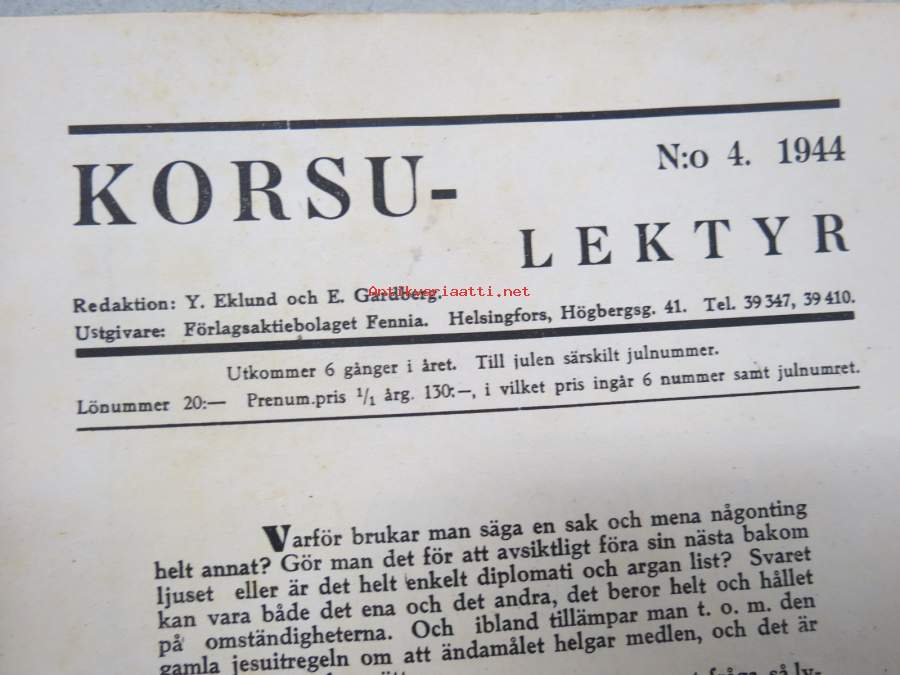 KORSU-
N:o 4. 1944
LEKTYR
Redaktion: Y. Eklund och E. Gardberg.
Antikvariaatti.net
Ustgivare: Förlagsaktiebolaget Fennia. Helsingfors, Högbergsg. 41. Tel. 39 347, 39 410.
Utkommer 6 gånger i året. Till julen särskilt julnummer.
Lönummer 20:— Prenum.pris 1/1 årg. 130:—, i vilket pris ingår 6 nummer samt julnumret.
Varför brukar man säga en sak och mena någonting
helt annat? Gör man det för att avsiktligt föra sin nästa bakom
ljuset eller är det helt enkelt diplomati och argan list? Svaret
kan vara både det ena och det andra, det beror helt och hållet
på omständigheterna. Och ibland tillämpar man t. o. m. den
gamla jesuitregeln om att ändamålet helgar medlen, och det är